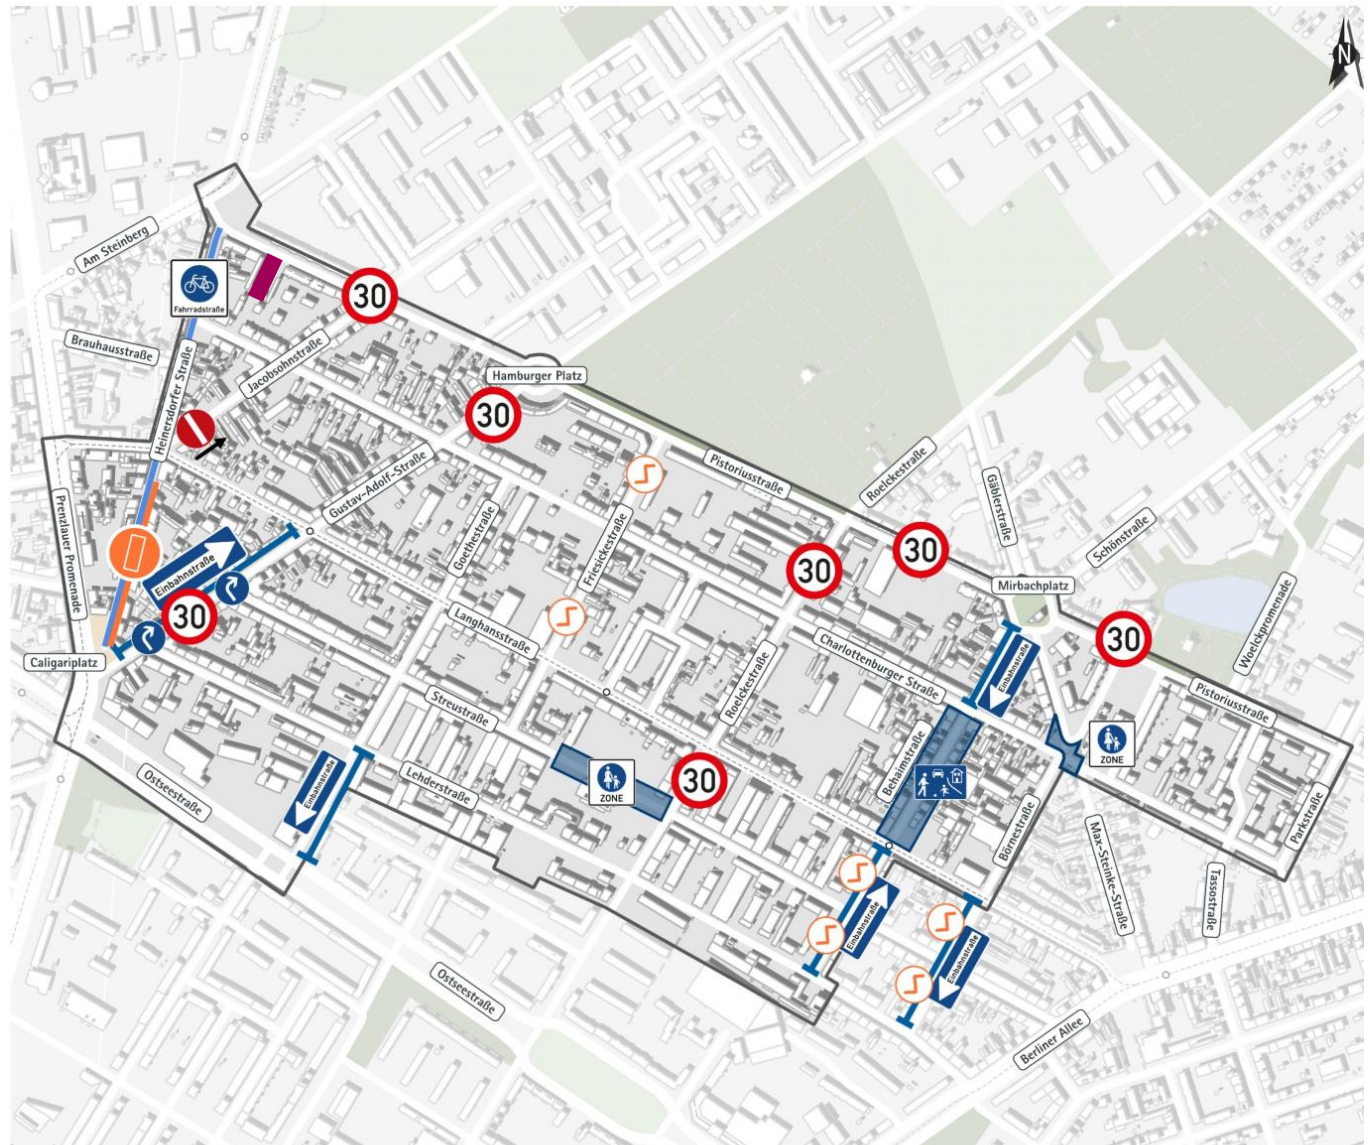 N
Am Steinberg
Fahrradstraße
30
Brauhausstraße
Jacobsohnstraße
Heinersdorfer Straße
Hamburger Platz
30
Gustav-Adolf-Straße
Pistoriusstraße
Roelckestraße
Gäblerstraße
Schönstraße
Prenzlauer Promenade
Goethestraße
Friesickestraße
30
30
Einbahnstraße
30
Mirbachplatz
Woelckpromenade
Langhansstraße
Charlottenburger Straße
30
Caligariplatz
Einbahnstraße
Roelckestraße
Streustraße
Pistoriusstraße
Behaimstraße
ZONE
Ostseestraße
Lehderstraße
Einbahnstraße
ZONE
30
Börnestraße
Parkstraße
Max-Steinke-Straße
Tassostraße
Einbahnstraße
Einbahnstraße
Ostseestraße
Berliner Allee